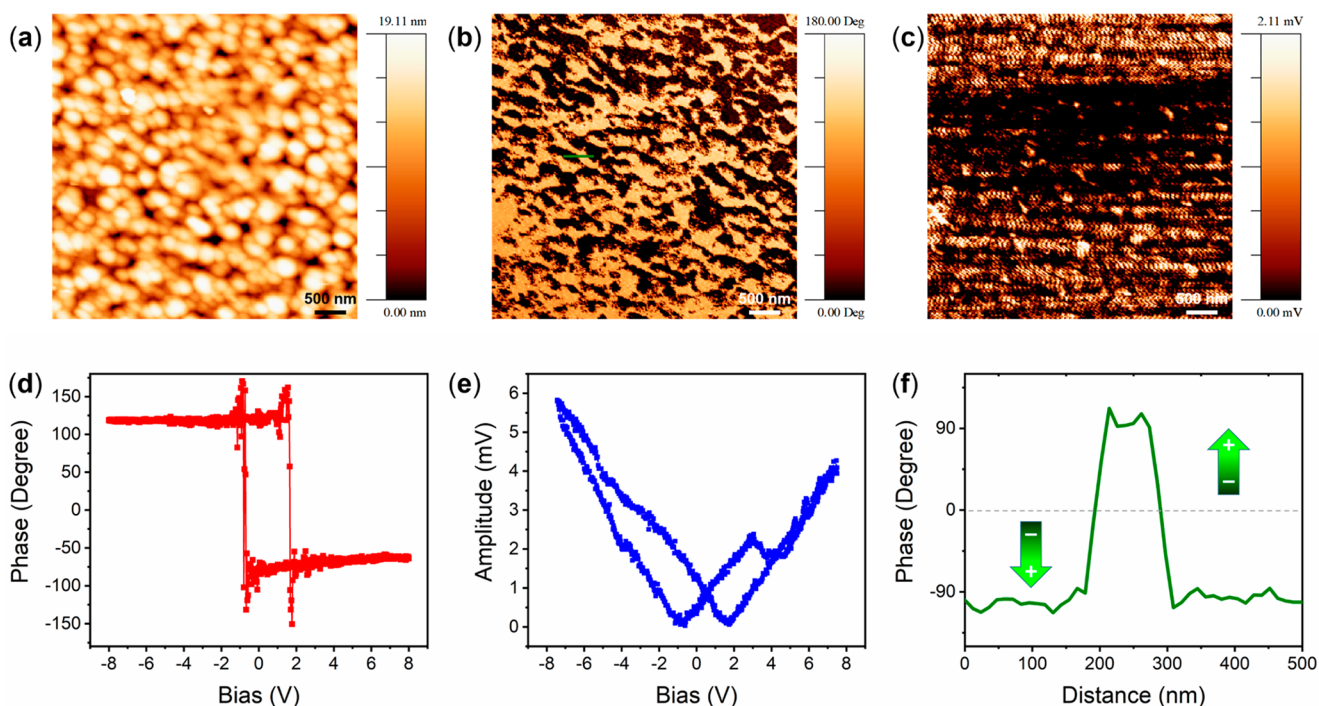 (a)
19.11 nm
500 nm
0.00 nm
(b)
180.00 Deg
500 nm
0.00 Deg
(c)
2.11 mV
500 nm
0.00 mV
(d)
Phase (Degree)
150
100
50
0
-50
-100
-150
-8 -6 -4 -2 0 2 4 6 8
Bias (V)
(e)
Amplitude (mV)
6
5
4
3
2
1
0
-8 -6 -4 -2 0 2 4 6 8
Bias (V)
(f)
Phase (Degree)
90
0
-90
+
−
−
+
0 100 200 300 400 500
Distance (nm)